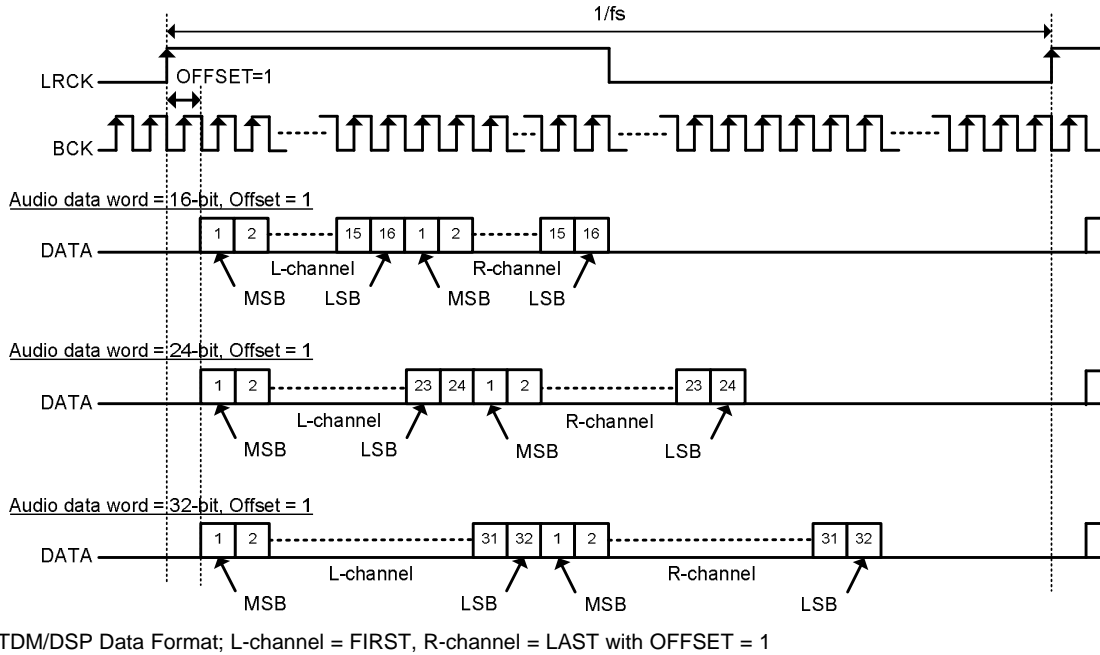 1/fs
LRCK
OFFSET=1
BCK
Audio data word = 16-bit, Offset = 1
DATA
1 2 15 16 1 2 15 16
L-channel R-channel
MSB LSB MSB LSB
Audio data word = 24-bit, Offset = 1
DATA
1 2 23 24 1 2 23 24
L-channel R-channel
MSB LSB MSB LSB
Audio data word = 32-bit, Offset = 1
DATA
1 2 31 32 1 2 31 32
L-channel R-channel
MSB LSB MSB LSB
TDM/DSP Data Format; L-channel = FIRST, R-channel = LAST with OFFSET = 1